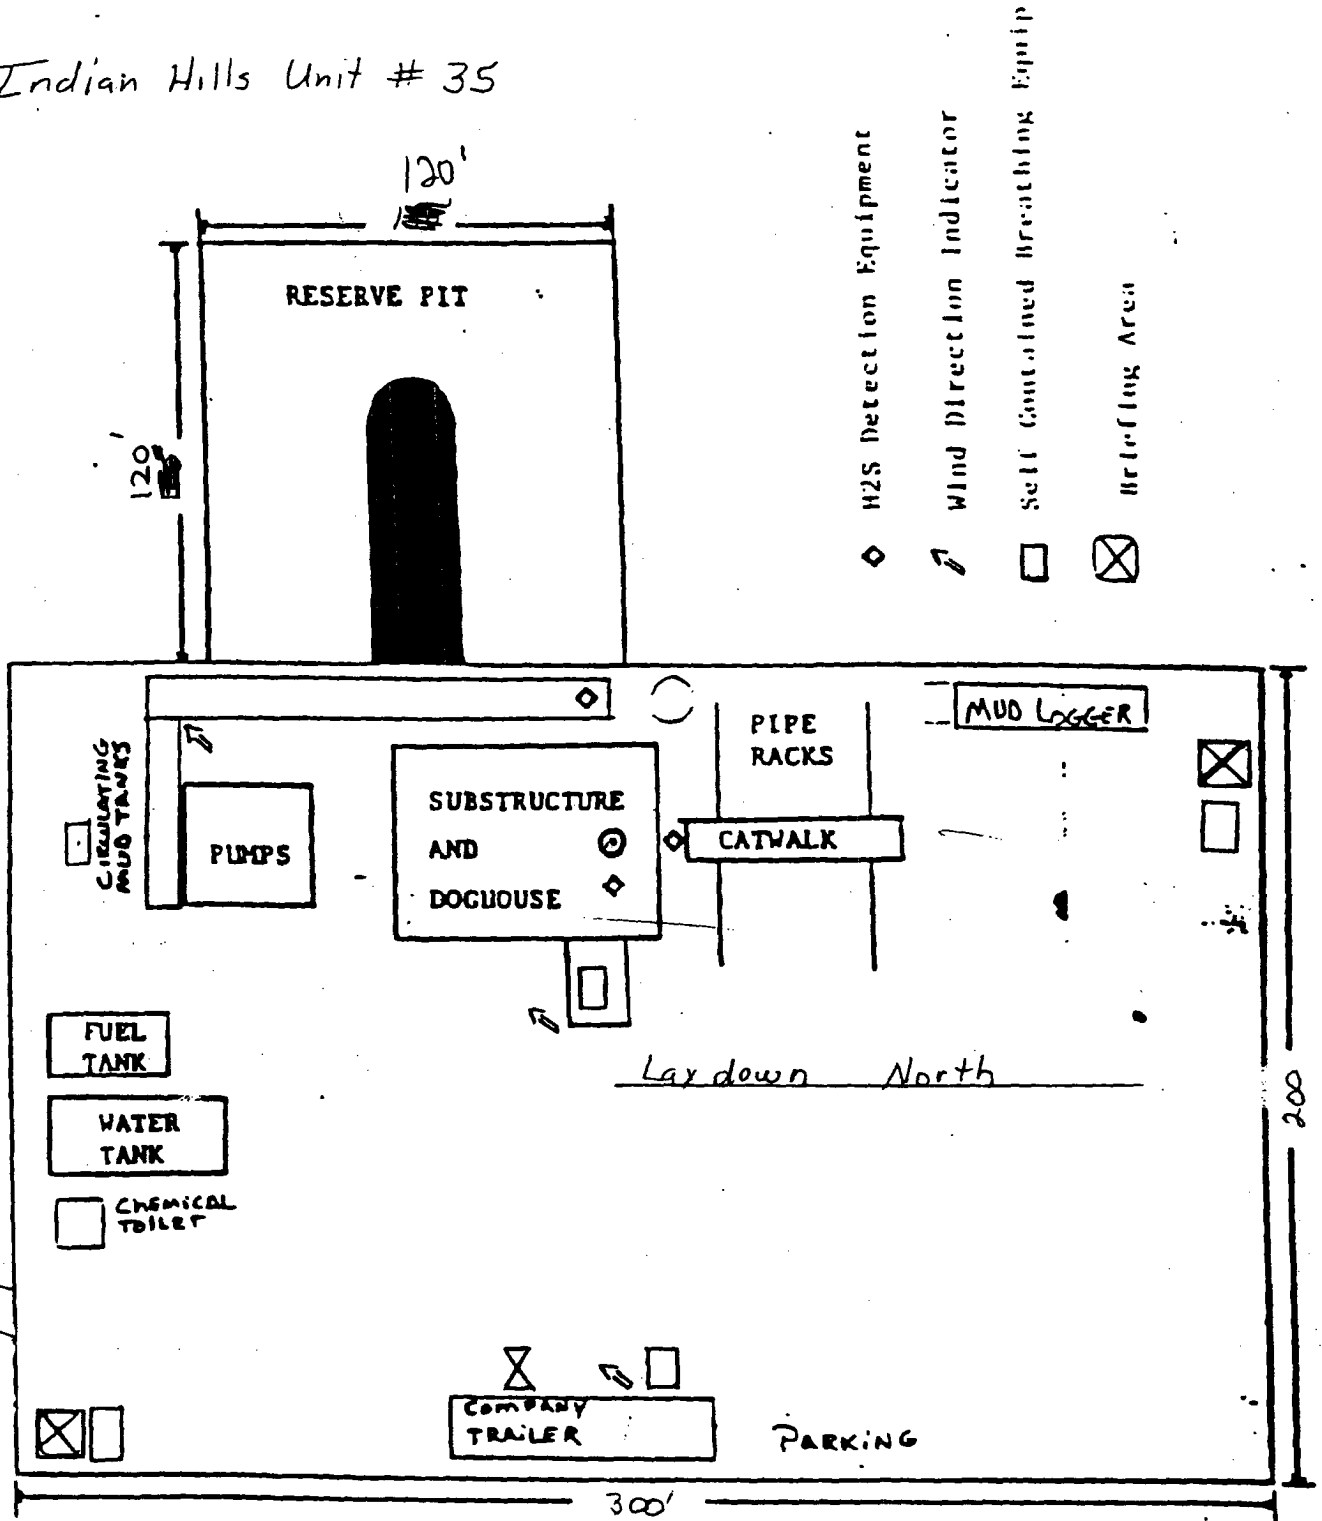 Indian Hills Unit # 35
120'
120'
RESERVE PIT
H2S Detection Equipment
Wind Direction Indicator
Self Contained Breathing Equip
Briefing Area
CIRCULATING
MUD TANKS
PUMPS
SUBSTRUCTURE
AND
DOGHOUSE
PIPE
RACKS
CATWALK
MUD LOGGER
FUEL
TANK
WATER
TANK
CHEMICAL
TOILET
Laydown North
200
COMPANY
TRAILER
PARKING
300'